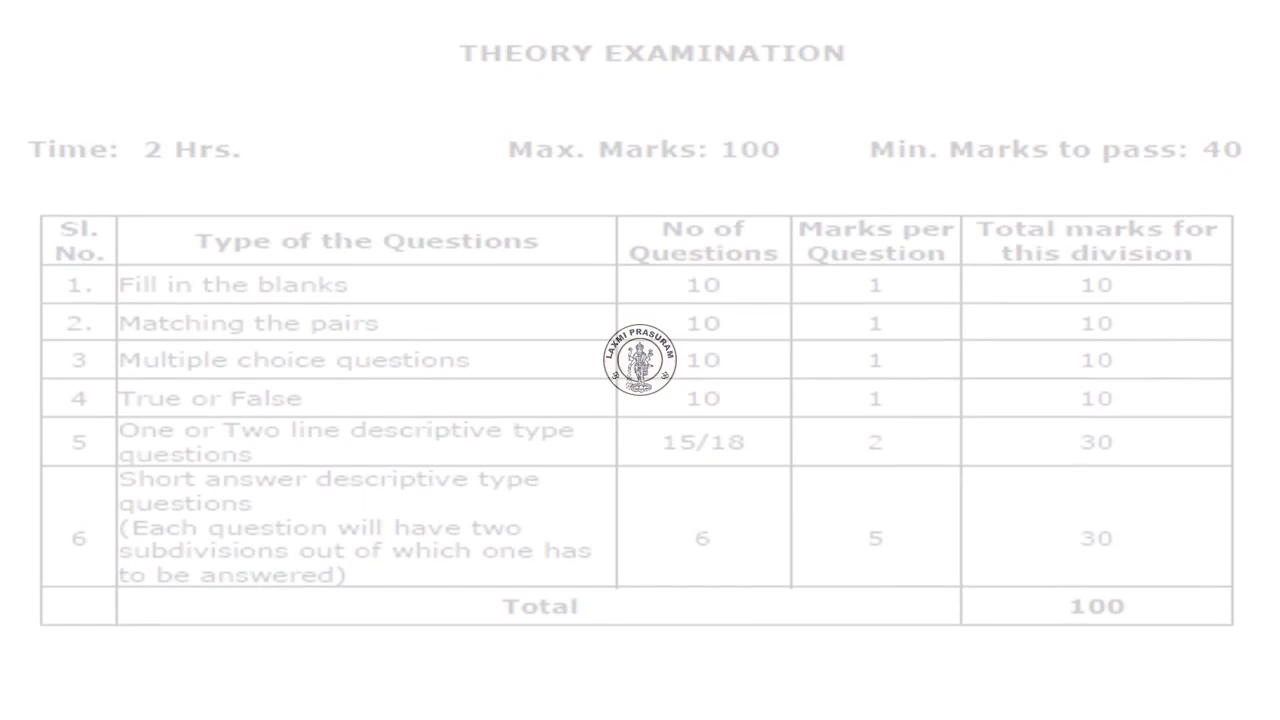 THEORY EXAMINATION
Time: 2 Hrs. Max. Marks: 100 Min. Marks to pass: 40
Sl. No. Type of the Questions No of Questions Marks per Question Total marks for this division
1. Fill in the blanks 10 1 10
2. Matching the pairs 10 1 10
3 Multiple choice questions 10 1 10
4 True or False 10 1 10
5 One or Two line descriptive type questions 15/18 2 30
6 Short answer descriptive type questions
(Each question will have two
subdivisions out of which one has
to be answered) 6 5 30
Total 100
LAXMI PRASURAM